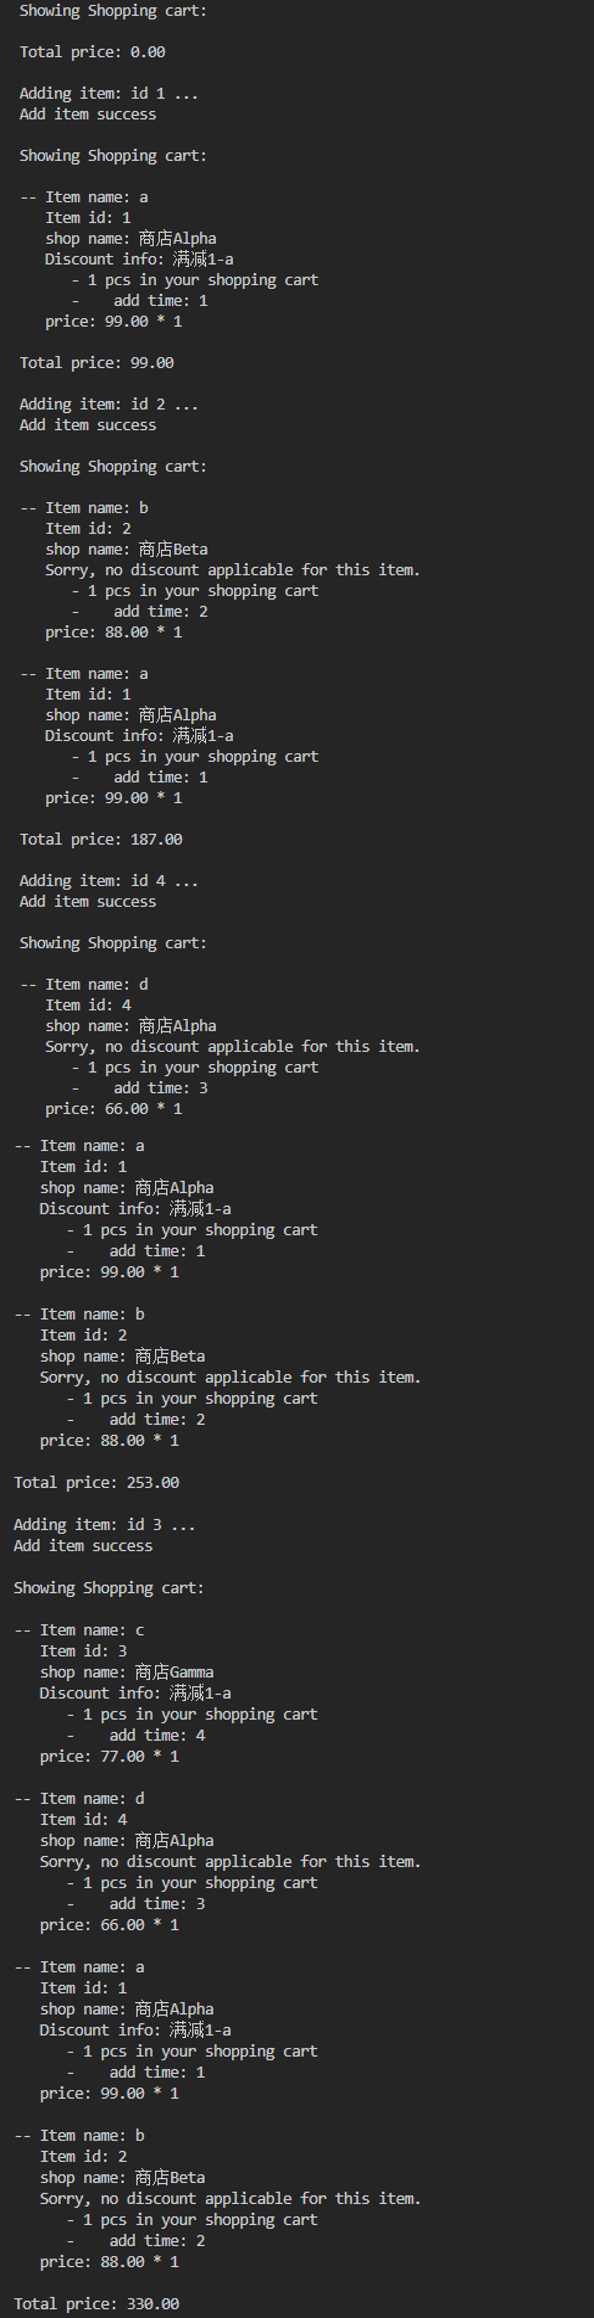 Showing Shopping cart:
Total price: 0.00
Adding item: id 1 ...
Add item success
Showing Shopping cart:
-- Item name: a
Item id: 1
shop name: 商店Alpha
Discount info: 满减1-a
- 1 pcs in your shopping cart
-    add time: 1
price: 99.00 * 1
Total price: 99.00
Adding item: id 2 ...
Add item success
Showing Shopping cart:
-- Item name: b
Item id: 2
shop name: 商店Beta
Sorry, no discount applicable for this item.
- 1 pcs in your shopping cart
-    add time: 2
price: 88.00 * 1
-- Item name: a
Item id: 1
shop name: 商店Alpha
Discount info: 满减1-a
- 1 pcs in your shopping cart
-    add time: 1
price: 99.00 * 1
Total price: 187.00
Adding item: id 4 ...
Add item success
Showing Shopping cart:
-- Item name: d
Item id: 4
shop name: 商店Alpha
Sorry, no discount applicable for this item.
- 1 pcs in your shopping cart
-    add time: 3
price: 66.00 * 1
-- Item name: a
Item id: 1
shop name: 商店Alpha
Discount info: 满减1-a
- 1 pcs in your shopping cart
-    add time: 1
price: 99.00 * 1
-- Item name: b
Item id: 2
shop name: 商店Beta
Sorry, no discount applicable for this item.
- 1 pcs in your shopping cart
-    add time: 2
price: 88.00 * 1
Total price: 253.00
Adding item: id 3 ...
Add item success
Showing Shopping cart:
-- Item name: c
Item id: 3
shop name: 商店Gamma
Discount info: 满减1-a
- 1 pcs in your shopping cart
-    add time: 4
price: 77.00 * 1
-- Item name: d
Item id: 4
shop name: 商店Alpha
Sorry, no discount applicable for this item.
- 1 pcs in your shopping cart
-    add time: 3
price: 66.00 * 1
-- Item name: a
Item id: 1
shop name: 商店Alpha
Discount info: 满减1-a
- 1 pcs in your shopping cart
-    add time: 1
price: 99.00 * 1
-- Item name: b
Item id: 2
shop name: 商店Beta
Sorry, no discount applicable for this item.
- 1 pcs in your shopping cart
-    add time: 2
price: 88.00 * 1
Total price: 330.00